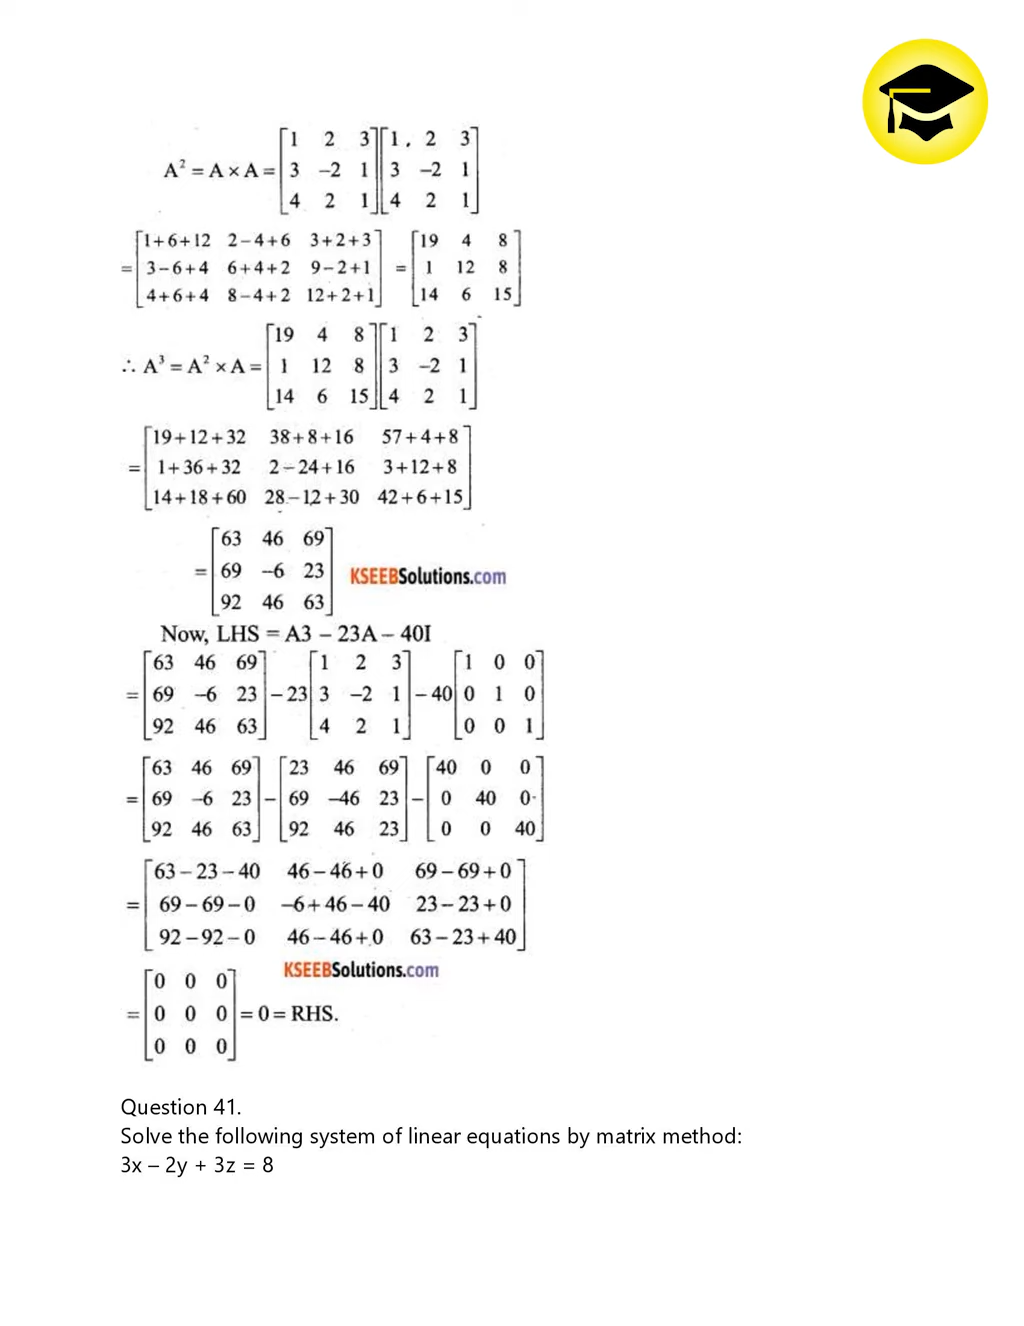 A² = A × A = [1 2 3; 3 –2 1; 4 2 1] [1, 2 3; 3 –2 1; 4 2 1]
= [1+6+12 2–4+6 3+2+3; 3–6+4 6+4+2 9–2+1; 4+6+4 8–4+2 12+2+1] = [19 4 8; 1 12 8; 14 6 15]
∴ A³ = A² × A = [19 4 8; 1 12 8; 14 6 15] [1 2 3; 3 –2 1; 4 2 1]
= [19+12+32 38+8+16 57+4+8; 1+36+32 2–24+16 3+12+8; 14+18+60 28–12+30 42+6+15]
= [63 46 69; 69 –6 23; 92 46 63]
KSEEBSolutions.com
Now, LHS = A3 – 23A – 40I
= [63 46 69; 69 –6 23; 92 46 63] – 23 [1 2 3; 3 –2 1; 4 2 1] – 40 [1 0 0; 0 1 0; 0 0 1]
= [63 46 69; 69 –6 23; 92 46 63] – [23 46 69; 69 –46 23; 92 46 23] – [40 0 0; 0 40 0; 0 0 40]
= [63–23–40 46–46+0 69–69+0; 69–69–0 –6+46–40 23–23+0; 92–92–0 46–46+0 63–23+40]
KSEEBSolutions.com
= [0 0 0; 0 0 0; 0 0 0] = 0 = RHS.
Question 41.
Solve the following system of linear equations by matrix method:
3x – 2y + 3z = 8